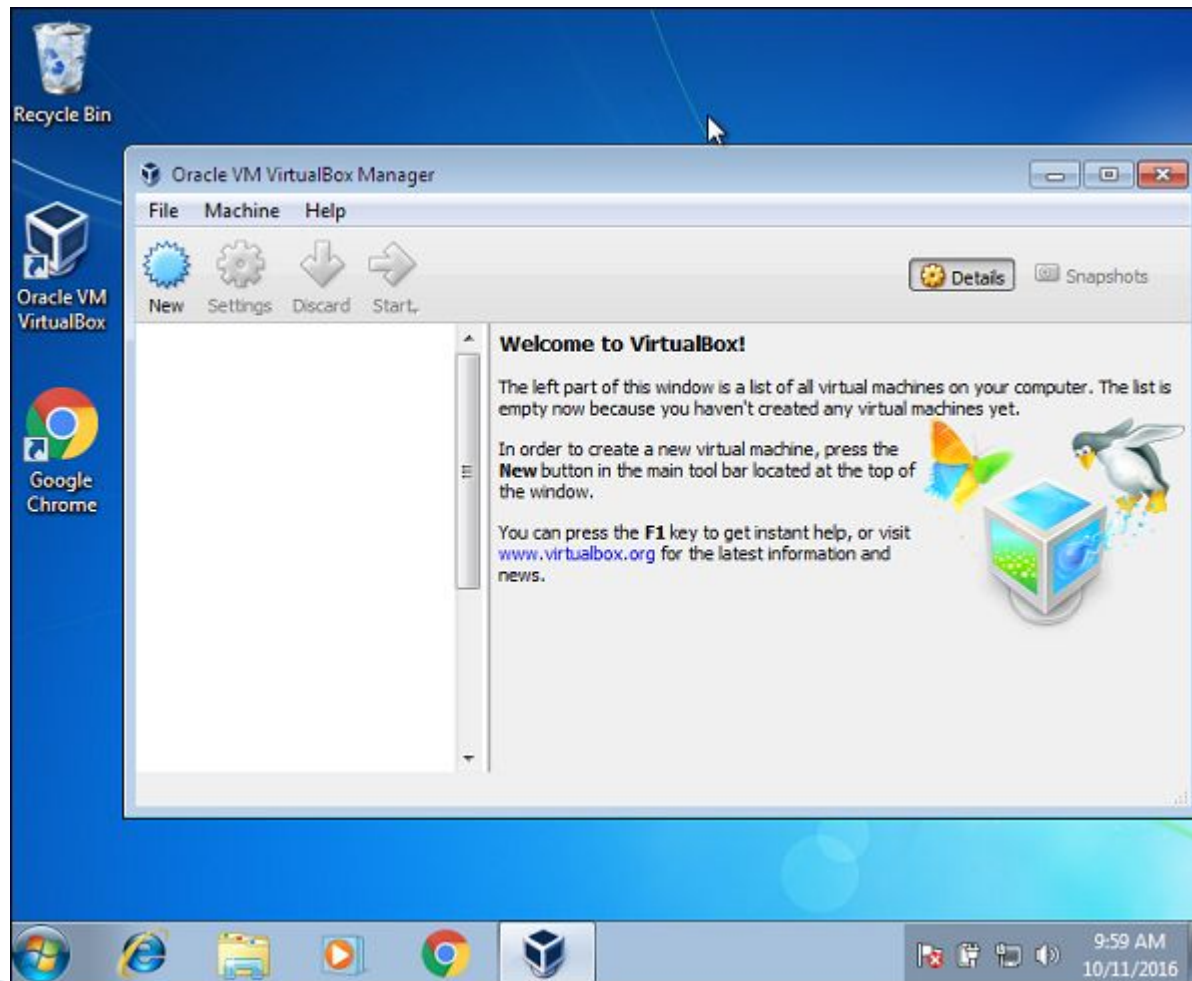 Recycle Bin
Oracle VM VirtualBox Manager
File Machine Help
New Settings Discard Start
Details Snapshots
Oracle VM
VirtualBox
Google
Chrome
Welcome to VirtualBox!
The left part of this window is a list of all virtual machines on your computer. The list is
empty now because you haven't created any virtual machines yet.
In order to create a new virtual machine, press the
New button in the main tool bar located at the top of
the window.
You can press the F1 key to get instant help, or visit
www.virtualbox.org for the latest information and
news.
9:59 AM
10/11/2016